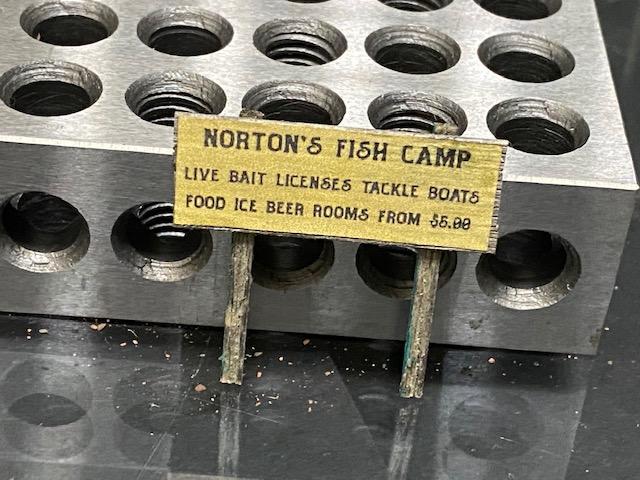 NORTON'S FISH CAMP
LIVE BAIT LICENSES TACKLE BOATS
FOOD ICE BEER ROOMS FROM $5.00